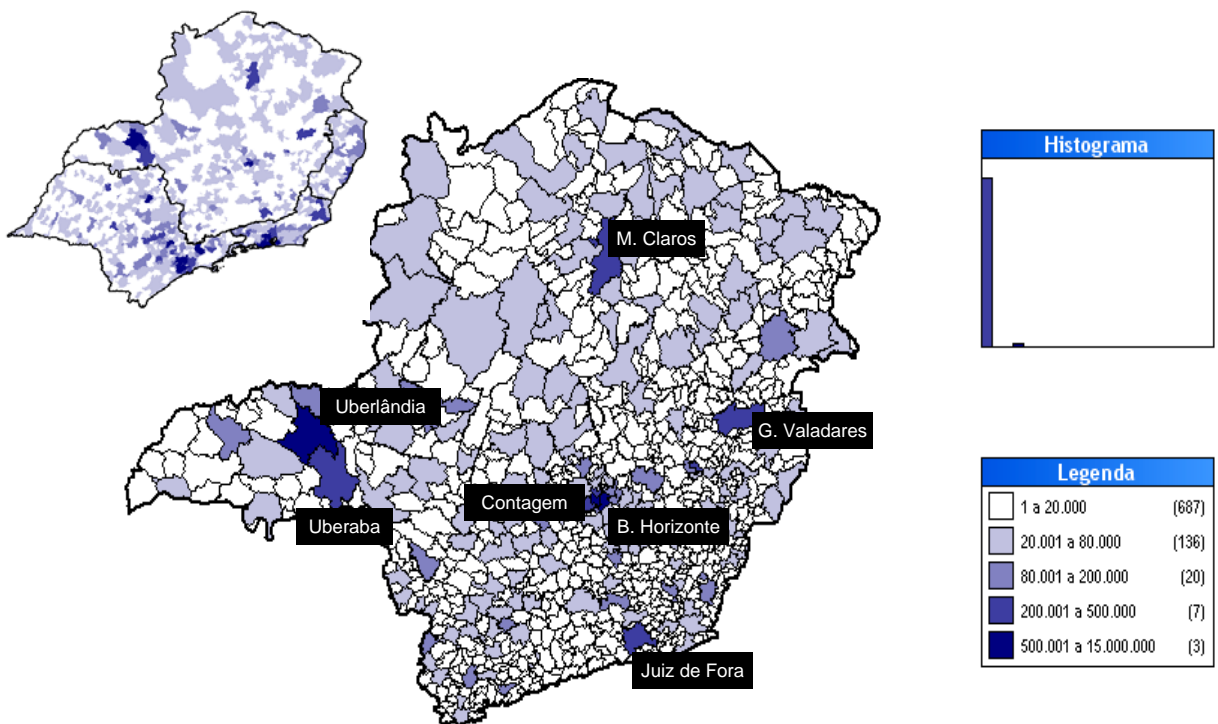 M. Claros
Uberlândia
G. Valadares
Contagem
Uberaba
B. Horizonte
Juiz de Fora
Histograma
Legenda
1 a 20.000 (687)
20.001 a 80.000 (136)
80.001 a 200.000 (20)
200.001 a 500.000 (7)
500.001 a 15.000.000 (3)